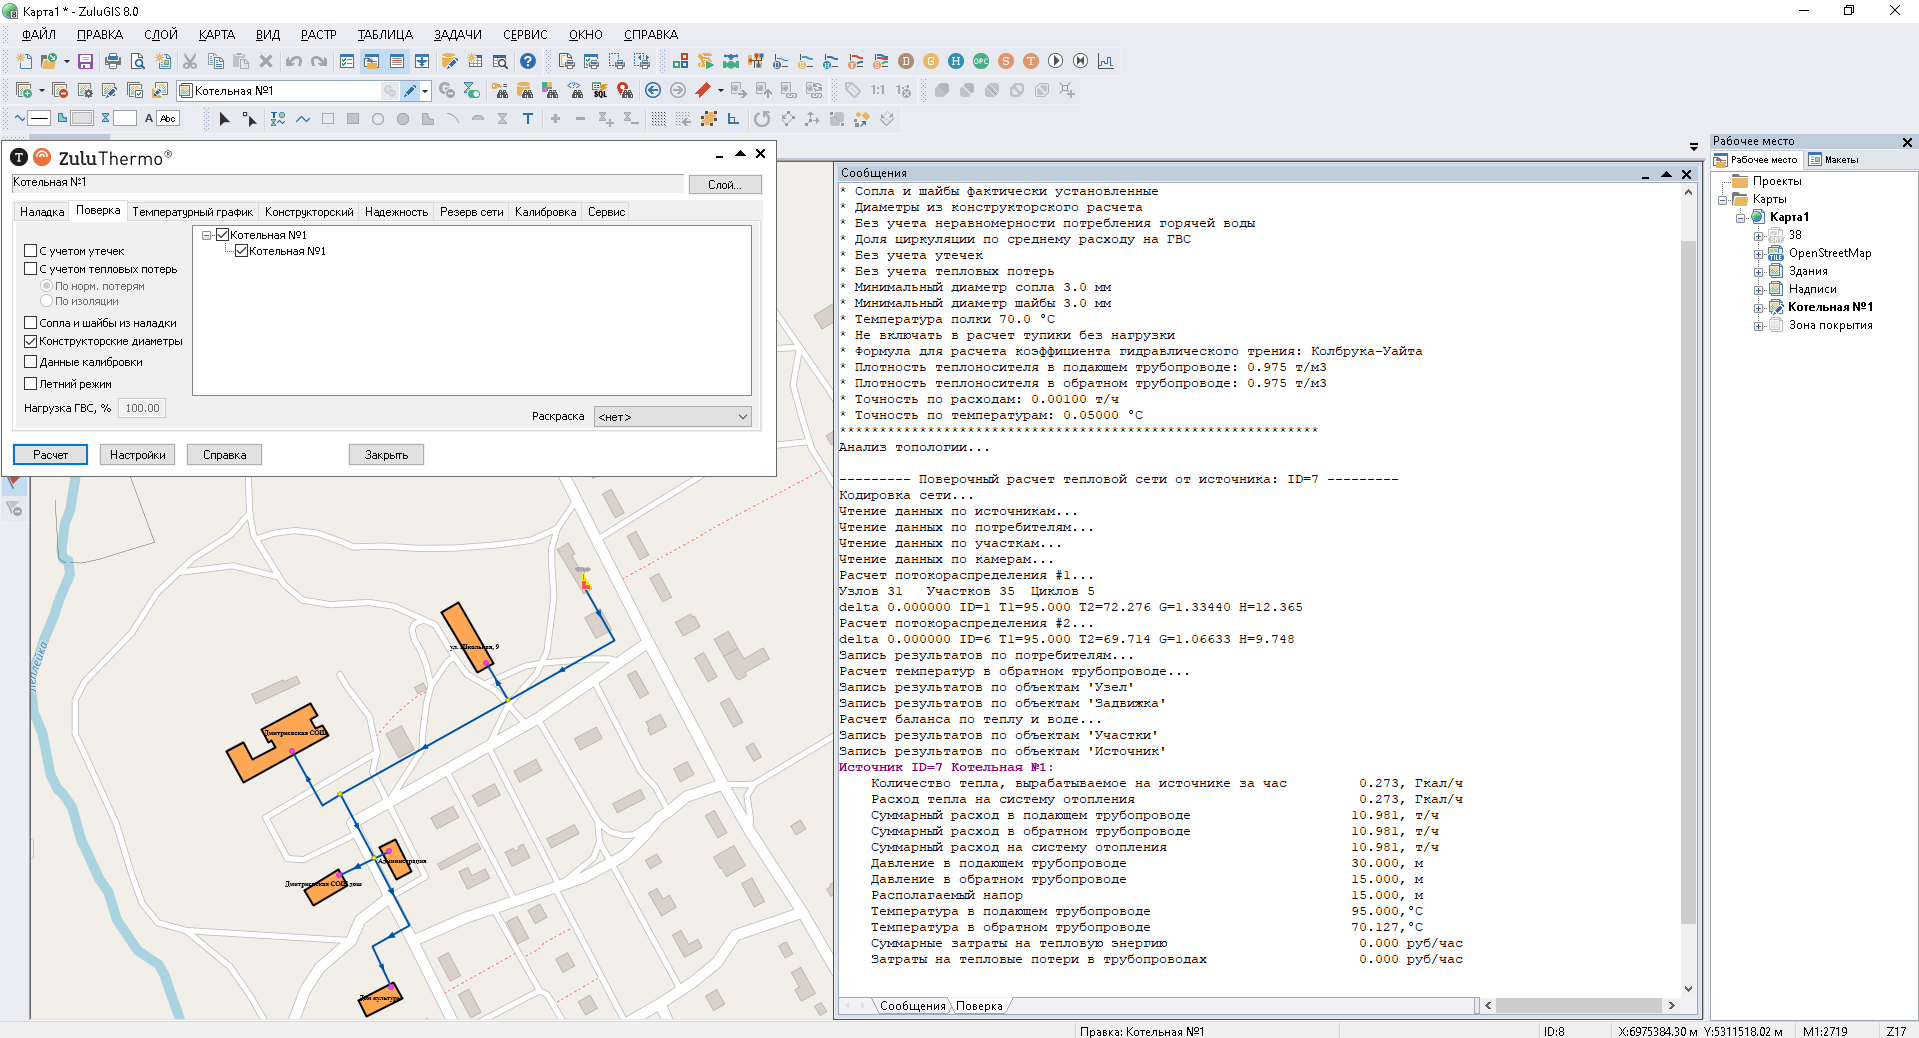 Карта1 * - ZuluGIS 8.0
ФАЙЛ ПРАВКА СЛОЙ КАРТА ВИД РАСТР ТАБЛИЦА ЗАДАЧИ СЕРВИС ОКНО СПРАВКА
Котельная №1
SQL
1:1
A Abc
ZuluThermo®
Котельная №1
Слой...
Наладка Поверка Температурный график Конструкторский Надежность Резерв сети Калибровка Сервис
С учетом утечек
С учетом тепловых потерь
По норм. потерям
По изоляции
Сопла и шайбы из наладки
Конструкторские диаметры
Данные калибровки
Летний режим
Нагрузка ГВС, % 100.00
Котельная №1
Котельная №1
Раскраска <нет>
Расчет Настройки Справка Закрыть
ул. Школьная, 9
Дмитриевская СОШ
Администрация
Дом культуры
Сообщения
* Сопла и шайбы фактически установленные
* Диаметры из конструкторского расчета
* Без учета неравномерности потребления горячей воды
* Доля циркуляции по среднему расходу на ГВС
* Без учета утечек
* Без учета тепловых потерь
* Минимальный диаметр сопла 3.0 мм
* Минимальный диаметр шайбы 3.0 мм
* Температура полки 70.0 °C
* Не включать в расчет тупики без нагрузки
* Формула для расчета коэффициента гидравлического трения: Колбрука-Уайта
* Плотность теплоносителя в подающем трубопроводе: 0.975 т/м3
* Плотность теплоносителя в обратном трубопроводе: 0.975 т/м3
* Точность по расходам: 0.00100 т/ч
* Точность по температурам: 0.05000 °C
************************************************************
Анализ топологии...
--------- Поверочный расчет тепловой сети от источника: ID=7 ---------
Кодировка сети...
Чтение данных по источникам...
Чтение данных по потребителям...
Чтение данных по участкам...
Чтение данных по камерам...
Расчет потокораспределения #1...
Узлов 31 Участков 35 Циклов 5
delta 0.000000 ID=1 T1=95.000 T2=72.276 G=1.33440 H=12.365
Расчет потокораспределения #2...
delta 0.000000 ID=6 T1=95.000 T2=69.714 G=1.06633 H=9.748
Запись результатов по потребителям...
Расчет температур в обратном трубопроводе...
Запись результатов по объектам 'Узел'
Запись результатов по объектам 'Задвижка'
Расчет баланса по теплу и воде...
Запись результатов по объектам 'Участки'
Запись результатов по объектам 'Источник'
Источник ID=7 Котельная №1:
Количество тепла, вырабатываемое на источнике за час 0.273, Гкал/ч
Расход тепла на систему отопления 0.273, Гкал/ч
Суммарный расход в подающем трубопроводе 10.981, т/ч
Суммарный расход в обратном трубопроводе 10.981, т/ч
Суммарный расход на систему отопления 10.981, т/ч
Давление в подающем трубопроводе 30.000, м
Давление в обратном трубопроводе 15.000, м
Располагаемый напор 15.000, м
Температура в подающем трубопроводе 95.000,°C
Температура в обратном трубопроводе 70.127,°C
Суммарные затраты на тепловую энергию 0.000 руб/час
Затраты на тепловые потери в трубопроводах 0.000 руб/час
Сообщения Поверка
Рабочее место
Рабочее место Макеты
Проекты
Карты
Карта1
38
OpenStreetMap
Здания
Надписи
Котельная №1
Зона покрытия
Правка: Котельная №1 ID:8 X:6975384.30 м Y:5311518.02 м М1:2719 Z17